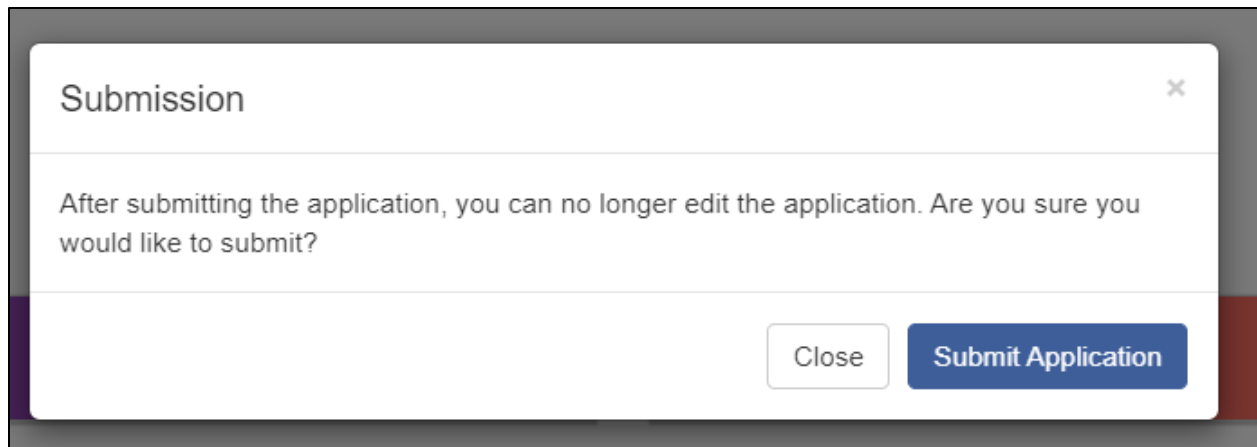 Submission
×
After submitting the application, you can no longer edit the application. Are you sure you
would like to submit?
Close
Submit Application